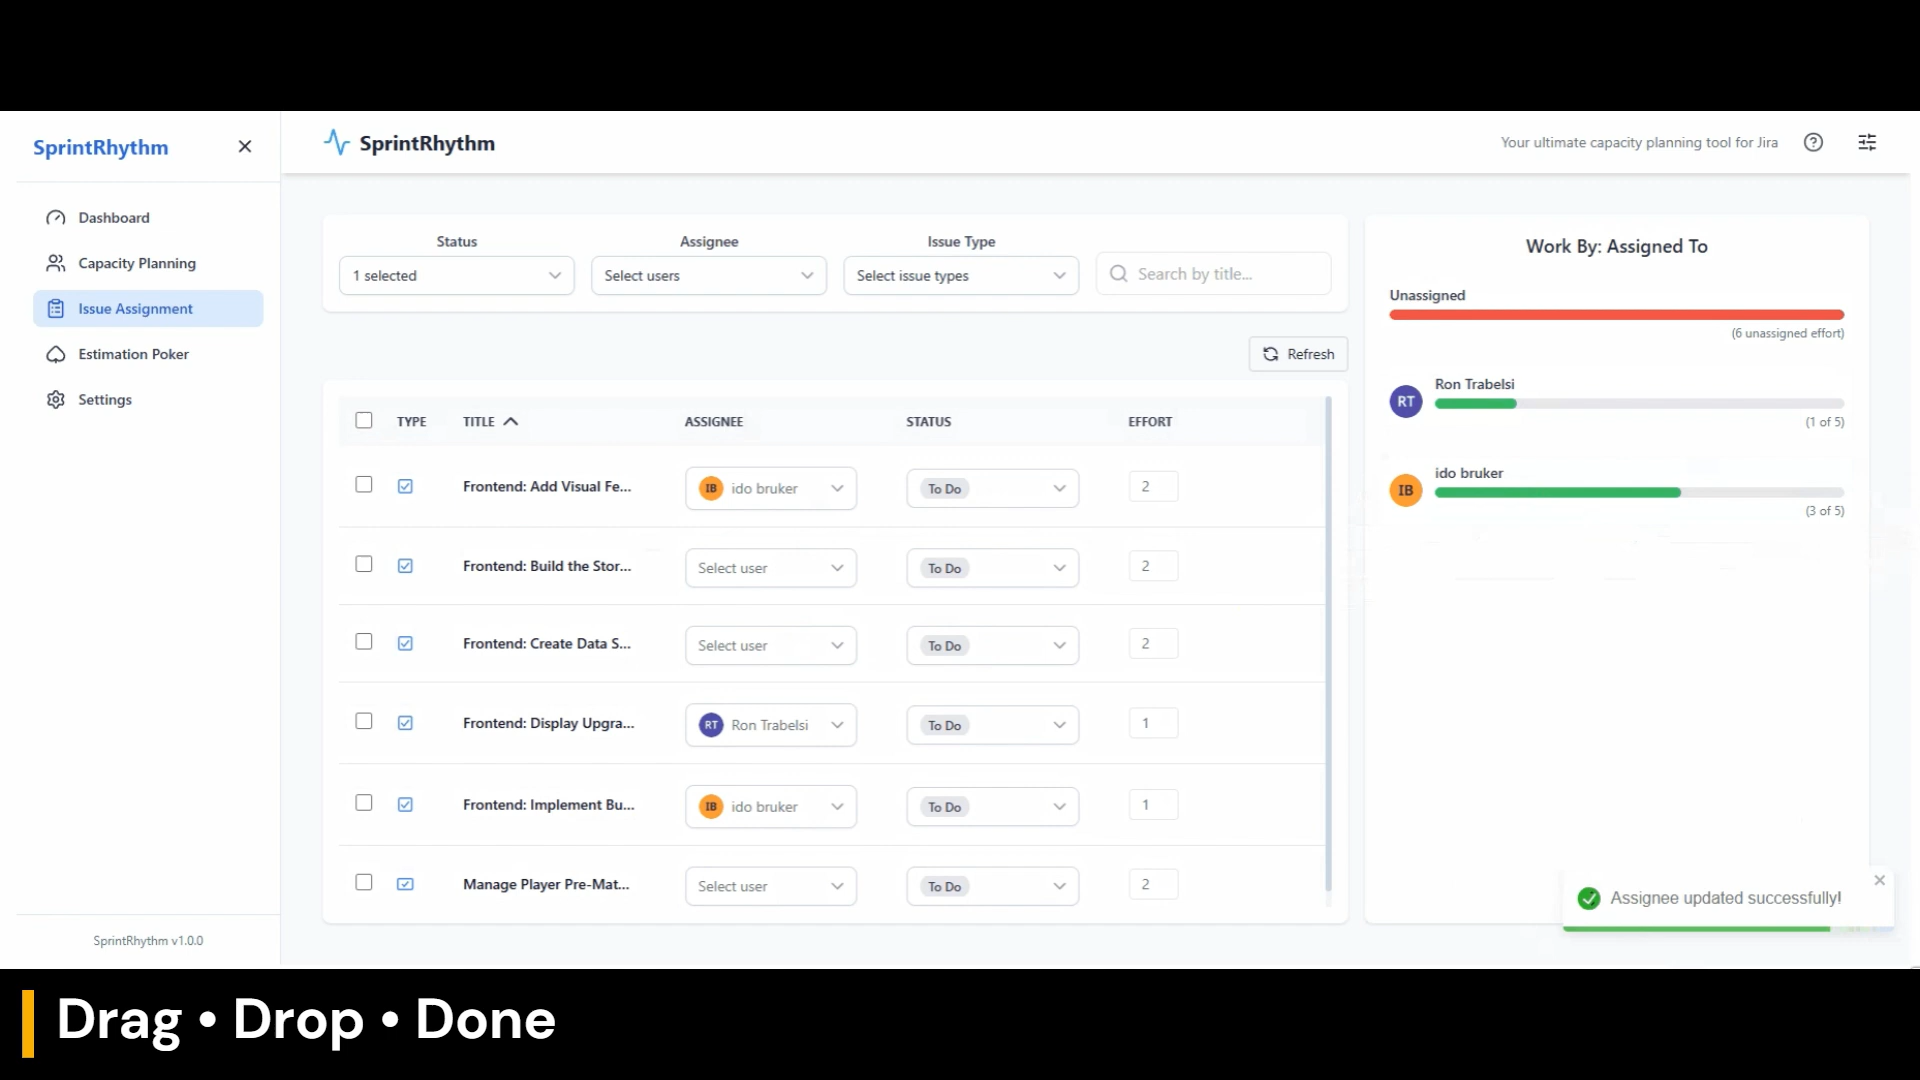 SprintRhythm
SprintRhythm
Your ultimate capacity planning tool for Jira
Dashboard
Capacity Planning
Issue Assignment
Estimation Poker
Settings
SprintRhythm v1.0.0
Status
Assignee
Issue Type
1 selected
Select users
Select issue types
Search by title...
Refresh
TYPE TITLE ASSIGNEE STATUS EFFORT
Frontend: Add Visual Fe... IB ido bruker To Do 2
Frontend: Build the Stor... Select user To Do 2
Frontend: Create Data S... Select user To Do 2
Frontend: Display Upgra... RT Ron Trabelsi To Do 1
Frontend: Implement Bu... IB ido bruker To Do 1
Manage Player Pre-Mat... Select user To Do 2
Work By: Assigned To
Unassigned
(6 unassigned effort)
RT Ron Trabelsi
(1 of 5)
IB ido bruker
(3 of 5)
Assignee updated successfully!
Drag • Drop • Done